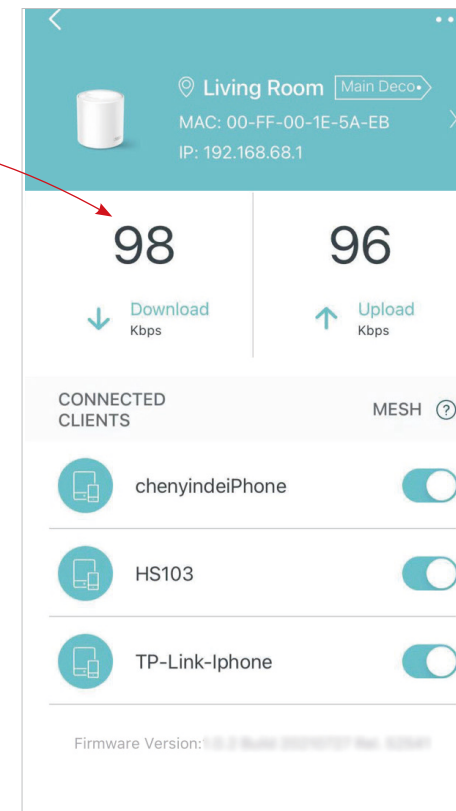 Living Room Main Deco
MAC: 00-FF-00-1E-5A-EB
IP: 192.168.68.1
98 96
Download Upload
Kbps Kbps
CONNECTED
CLIENTS
MESH ?
chenyindeiPhone
HS103
TP-Link-Iphone
Firmware Version: